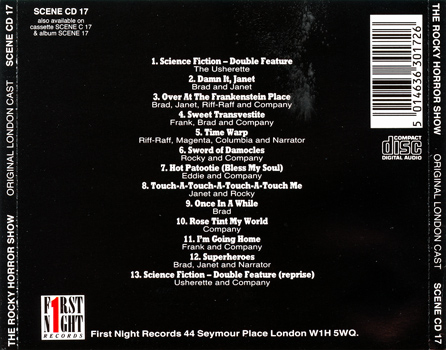 SCENE CD 17
also available on
cassette SCENE C 17
& album SCENE 17
1. Science Fiction – Double Feature
The Usherette
2. Damn It, Janet
Brad and Janet
3. Over At The Frankenstein Place
Brad, Janet, Riff-Raff and Company
4. Sweet Transvestite
Frank, Brad and Company
5. Time Warp
Riff-Raff, Magenta, Columbia and Narrator
6. Sword of Damocles
Rocky and Company
7. Hot Patootie (Bless My Soul)
Eddie and Company
8. Touch-A-Touch-A-Touch-A-Touch Me
Janet and Rocky
9. Once In A While
Brad
10. Rose Tint My World
Company
11. I'm Going Home
Frank and Company
12. Superheroes
Brad, Janet and Narrator
13. Science Fiction – Double Feature (reprise)
Usherette and Company
5 014636 301726
COMPACT
disc
DIGITAL AUDIO
F1RST
NIGHT
RECORDS
First Night Records 44 Seymour Place London W1H 5WQ.
THE ROCKY HORROR SHOW ORIGINAL LONDON CAST SCENE CD 17
THE ROCKY HORROR SHOW ORIGINAL LONDON CAST SCENE CD 17